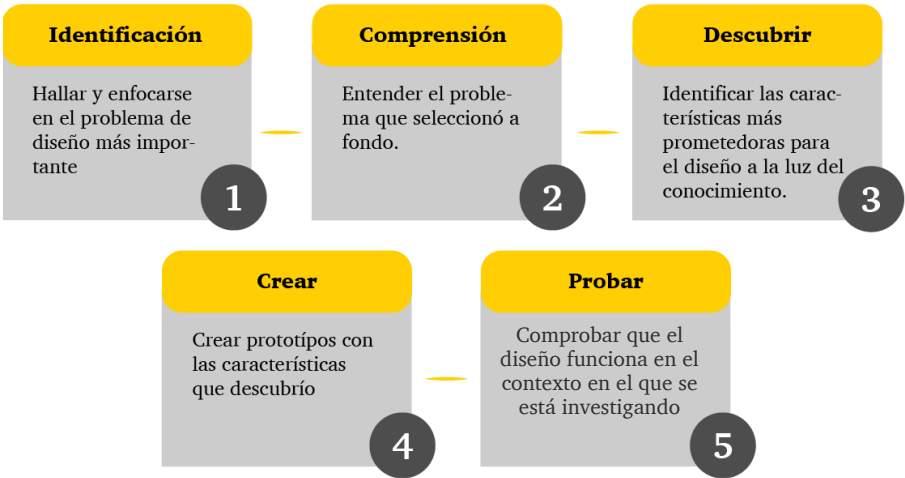 Identificación
Hallar y enfocarse
en el problema de
diseño más impor-
tante
1
Comprensión
Entender el proble-
ma que seleccionó a
fondo.
2
Descubrir
Identificar las carac-
terísticas más
prometedoras para
el diseño a la luz del
conocimiento.
3
Crear
Crear prototípos con
las características
que descubrío
4
Probar
Comprobar que el
diseño funciona en el
contexto en el que se
está investigando
5